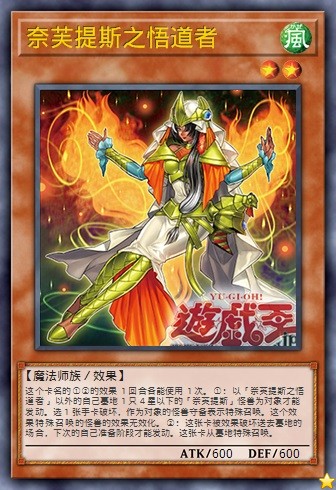 奈芙提斯之悟道者
風
YU-GI-OH!
遊戯王
【魔法师族／效果】
这个卡名的①②的效果1回合各能使用1次。①：以「奈芙提斯之悟
道者」以外的自己墓地1只4星以下的「奈芙提斯」怪兽为对象才能
发动。选1张手卡破坏，作为对象的怪兽守备表示特殊召唤。这个效
果特殊召唤的怪兽的效果无效化。②：这张卡被效果破坏送去墓地的
场合，下次的自己准备阶段才能发动。这张卡从墓地特殊召唤。
ATK/600 DEF/600